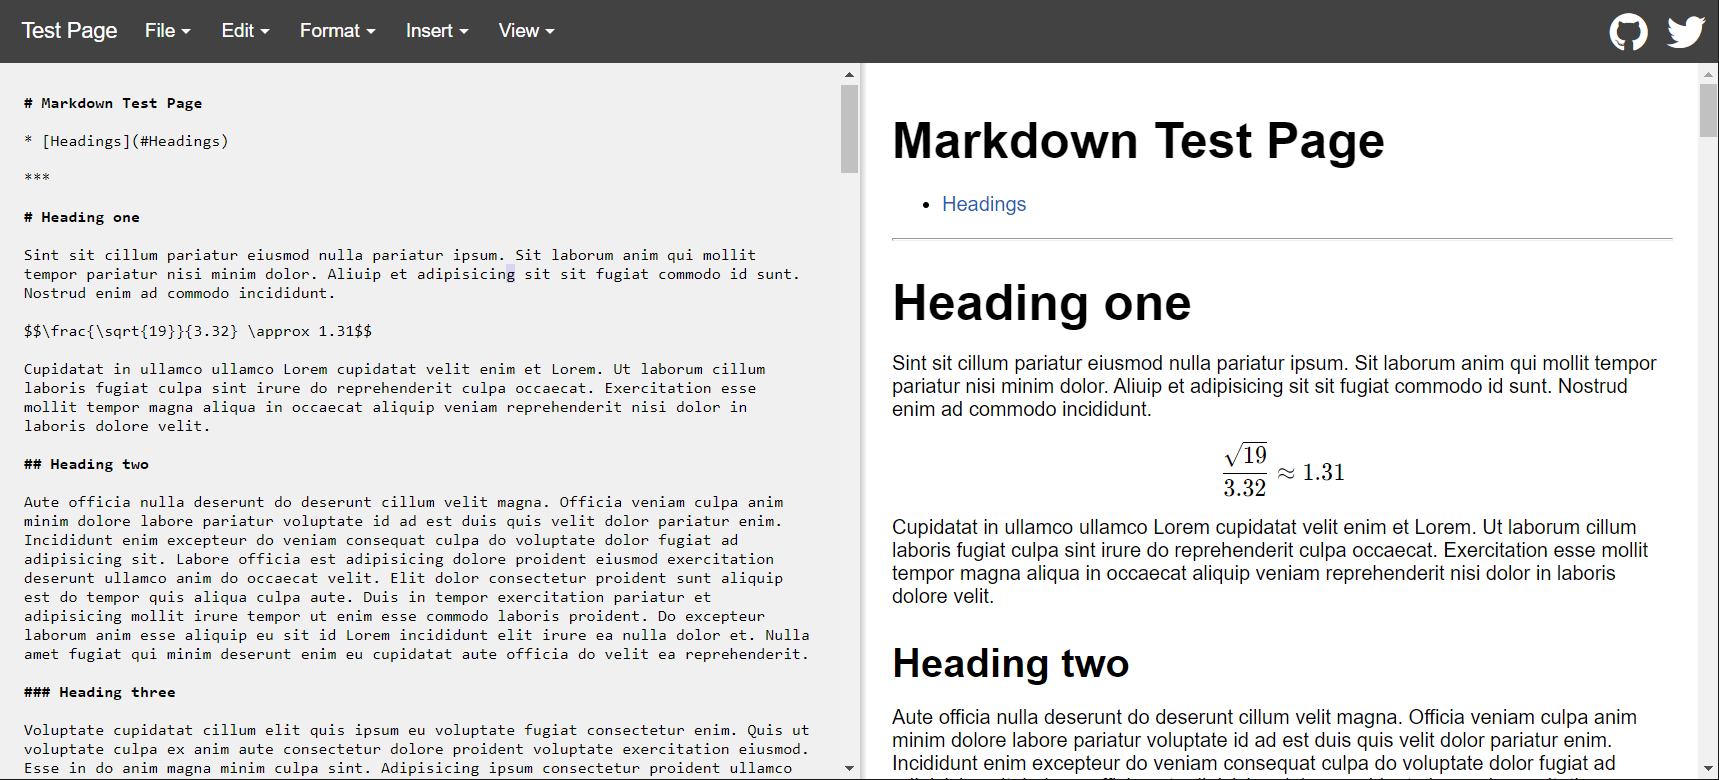 Test Page File Edit Format Insert View
# Markdown Test Page
* [Headings](#Headings)
***
# Heading one
Sint sit cillum pariatur eiusmod nulla pariatur ipsum. Sit laborum anim qui mollit
tempor pariatur nisi minim dolor. Aliuip et adipisicing sit sit fugiat commodo id sunt.
Nostrud enim ad commodo incididunt.
$$\frac{\sqrt{19}}{3.32} \approx 1.31$$
Cupidatat in ullamco ullamco Lorem cupidatat velit enim et Lorem. Ut laborum cillum
laboris fugiat culpa sint irure do reprehenderit culpa occaecat. Exercitation esse
mollit tempor magna aliqua in occaecat aliquip veniam reprehenderit nisi dolor in
laboris dolore velit.
## Heading two
Aute officia nulla deserunt do deserunt cillum velit magna. Officia veniam culpa anim
minim dolore labore pariatur voluptate id ad est duis quis velit dolor pariatur enim.
Incididunt enim excepteur do veniam consequat culpa do voluptate dolor fugiat ad
adipisicing sit. Labore officia est adipisicing dolore proident eiusmod exercitation
deserunt ullamco anim do occaecat velit. Elit dolor consectetur proident sunt aliquip
est do tempor quis aliqua culpa aute. Duis in tempor exercitation pariatur et
adipisicing mollit irure tempor ut enim esse commodo laboris proident. Do excepteur
laborum anim esse aliquip eu sit id Lorem incididunt elit irure ea nulla dolor et. Nulla
amet fugiat qui minim deserunt enim eu cupidatat aute officia do velit ea reprehenderit.
### Heading three
Voluptate cupidatat cillum elit quis ipsum eu voluptate fugiat consectetur enim. Quis ut
voluptate culpa ex anim aute consectetur dolore proident voluptate exercitation eiusmod.
Esse in do anim magna minim culpa sint. Adipisicing ipsum consectetur proident ullamco
Markdown Test Page
• Headings
Heading one
Sint sit cillum pariatur eiusmod nulla pariatur ipsum. Sit laborum anim qui mollit tempor
pariatur nisi minim dolor. Aliuip et adipisicing sit sit fugiat commodo id sunt. Nostrud
enim ad commodo incididunt.
√19
3.32 ≈ 1.31
Cupidatat in ullamco ullamco Lorem cupidatat velit enim et Lorem. Ut laborum cillum
laboris fugiat culpa sint irure do reprehenderit culpa occaecat. Exercitation esse mollit
tempor magna aliqua in occaecat aliquip veniam reprehenderit nisi dolor in laboris
dolore velit.
Heading two
Aute officia nulla deserunt do deserunt cillum velit magna. Officia veniam culpa anim
minim dolore labore pariatur voluptate id ad est duis quis velit dolor pariatur enim.
Incididunt enim excepteur do veniam consequat culpa do voluptate dolor fugiat ad